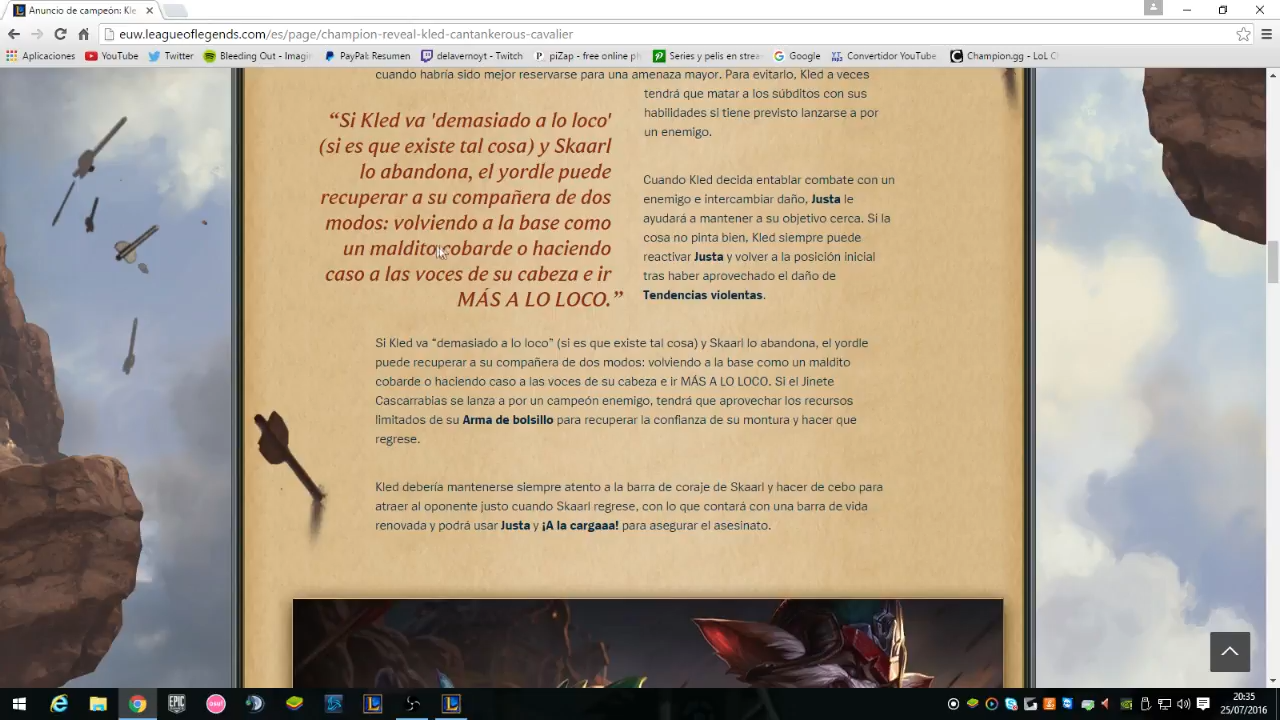 Anuncio de campeón: Kle
euw.leagueoflegends.com/es/page/champion-reveal-kled-cantankerous-cavalier
Aplicaciones
YouTube
Twitter
Bleeding Out - Imagin
PayPak Resumen
delavernoyt - Twitch
piZap - free online ph
Series y pelis en strea
Google
Convertidor YouTube
Champion.gg - LoL C
cuando habría sido mejor reservarse para una amenaza mayor. Para evitarlo, Kled a veces
tendrá que matar a los súbditos con sus
habilidades si tiene previsto lanzarse a por
un enemigo.
“Si Kled va 'demasiado a lo loco'
(si es que existe tal cosa) y Skaarl
lo abandona, el yordle puede
recuperar a su compañera de dos
modos: volviendo a la base como
un maldito cobarde o haciendo
caso a las voces de su cabeza e ir
MÁS A LO LOCO.”
Cuando Kled decida entablar combate con un
enemigo e intercambiar daño, Justa le
ayudará a mantener a su objetivo cerca. Si la
cosa no pinta bien, Kled siempre puede
reactivar Justa y volver a la posición inicial
tras haber aprovechado el daño de
Tendencias violentas.
Si Kled va “demasiado a lo loco” (si es que existe tal cosa) y Skaarl lo abandona, el yordle
puede recuperar a su compañera de dos modos: volviendo a la base como un maldito
cobarde o haciendo caso a las voces de su cabeza e ir MÁS A LO LOCO. Si el Jinete
Cascarrabias se lanza a por un campeón enemigo, tendrá que aprovechar los recursos
limitados de su Arma de bolsillo para recuperar la confianza de su montura y hacer que
regrese.
Kled debería mantenerse siempre atento a la barra de coraje de Skaarl y hacer de cebo para
atraer al oponente justo cuando Skaarl regrese, con lo que contará con una barra de vida
renovada y podrá usar Justa y ¡A la cargaaa! para asegurar el asesinato.
EPIC
osu!
20:35
25/07/2016